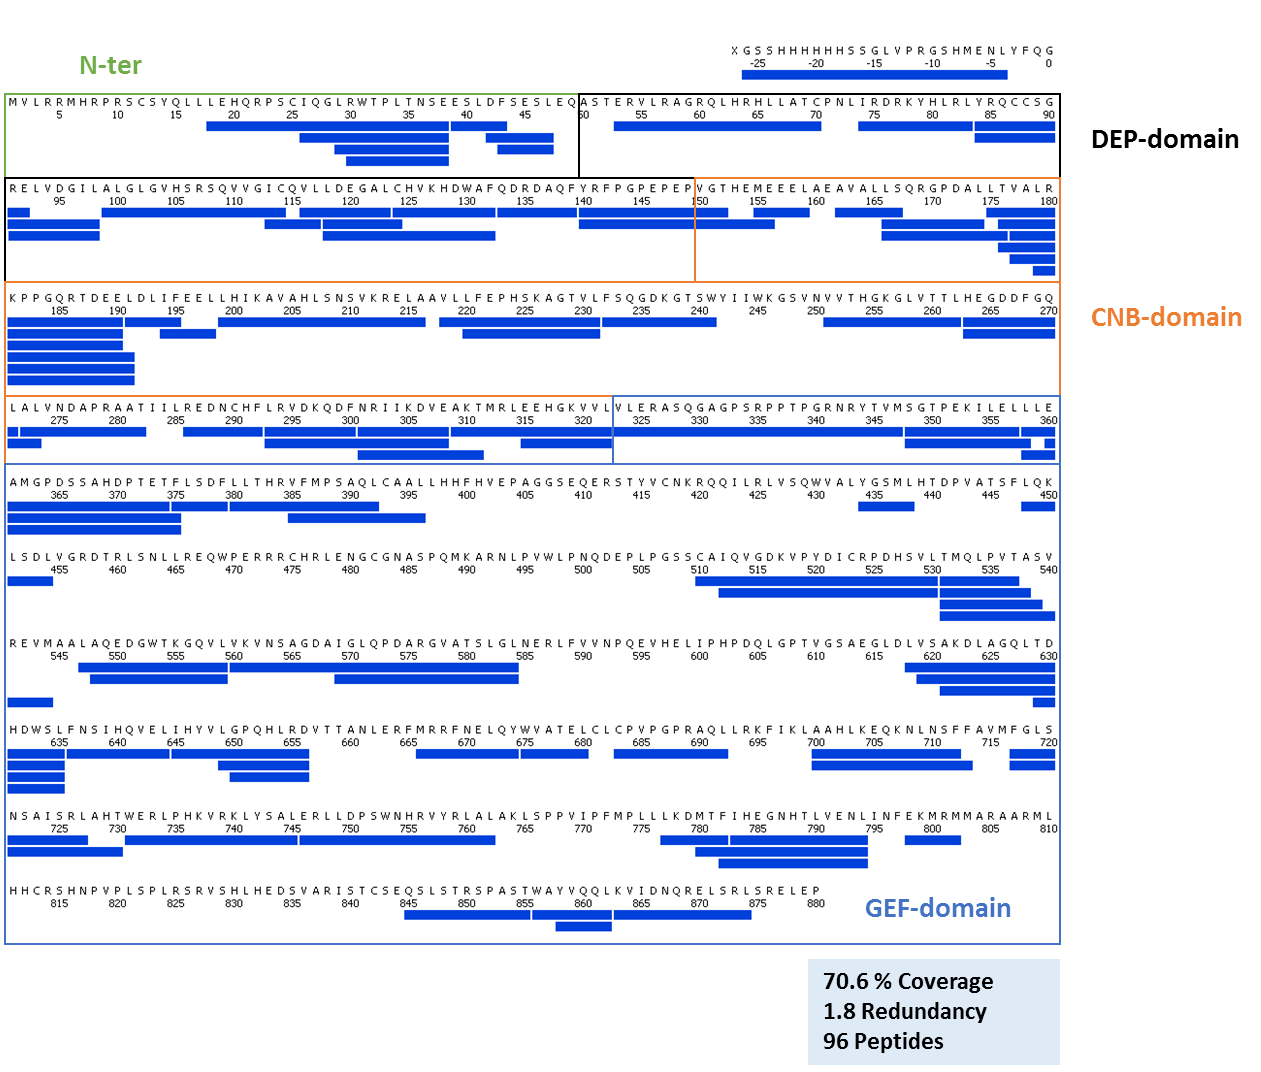 X G S S H H H H H H S S G L V P R G S H M E N L Y F Q G
-25 -20 -15 -10 -5 0
N-ter
M V L R R M H R P R S C S Y Q L L L E H Q R P S C I Q G L R W T P L T N S E E S L D F S E S L E Q A S T E R V L R A G R Q L H R H L L A T C P N L I R D R K Y H L R L Y R Q C C S G
5 10 15 20 25 30 35 40 45 50 55 60 65 70 75 80 85 90
DEP-domain
R E L V D G I L A L G L G V H S R S Q V V G I C Q V L L D E G A L C H V K H D W A F Q D R D A Q F Y R F P G P E P E P V G T H E M E E E L A E A V A L L S Q R G P D A L L T V A L R
95 100 105 110 115 120 125 130 135 140 145 150 155 160 165 170 175 180
K P P G Q R T D E E L D L I F E E L L H I K A V A H L S N S V K R E L A A V L L F E P H S K A G T V L F S Q G D K G T S W Y I I W K G S V N V V T H G K G L V T T L H E G D D F G Q
185 190 195 200 205 210 215 220 225 230 235 240 245 250 255 260 265 270
CNB-domain
L A L V N D A P R A A T I I L R E D N C H F L R V D K Q D F N R I I K D V E A K T M R L E E H G K V V L V L E R A S Q G A G P S R P P T P G R N R Y T V M S G T P E K I L E L L L E
275 280 285 290 295 300 305 310 315 320 325 330 335 340 345 350 355 360
A M G P D S S A H D P T E T F L S D F L L T H R V F M P S A Q L C A A L L H H F H V E P A G G S E Q E R S T Y V C N K R Q Q I L R L V S Q W V A L Y G S M L H T D P V A T S F L Q K
365 370 375 380 385 390 395 400 405 410 415 420 425 430 435 440 445 450
L S D L V G R D T R L S N L L R E Q W P E R R R C H R L E N G C G N A S P Q M K A R N L P V W L P N Q D E P L P G S S C A I Q V G D K V P Y D I C R P D H S V L T M Q L P V T A S V
455 460 465 470 475 480 485 490 495 500 505 510 515 520 525 530 535 540
R E V M A A L A Q E D G W T K G Q V L V K V N S A G D A I G L Q P D A R G V A T S L G L N E R L F V V N P Q E V H E L I P H P D Q L G P T V G S A E G L D L V S A K D L A G Q L T D
545 550 555 560 565 570 575 580 585 590 595 600 605 610 615 620 625 630
H D W S L F N S I H Q V E L I H Y V L G P Q H L R D V T T A N L E R F M R R F N E L Q Y W V A T E L C L C P V P G P R A Q L L R K F I K L A A H L K E Q K N L N S F F A V M F G L S
635 640 645 650 655 660 665 670 675 680 685 690 695 700 705 710 715 720
N S A I S R L A H T W E R L P H K V R K L Y S A L E R L L D P S W N H R V Y R L A L A K L S P P V I P F M P L L L K D M T F I H E G N H T L V E N L I N F E K M R M M A R A A R M L
725 730 735 740 745 750 755 760 765 770 775 780 785 790 795 800 805 810
H H C R S H N P V P L S P L R S R V S H L H E D S V A R I S T C S E Q S L S T R S P A S T W A Y V Q Q L K V I D N Q R E L S R L S R E L E P
815 820 825 830 835 840 845 850 855 860 865 870 875 880
GEF-domain
70.6 % Coverage
1.8 Redundancy
96 Peptides